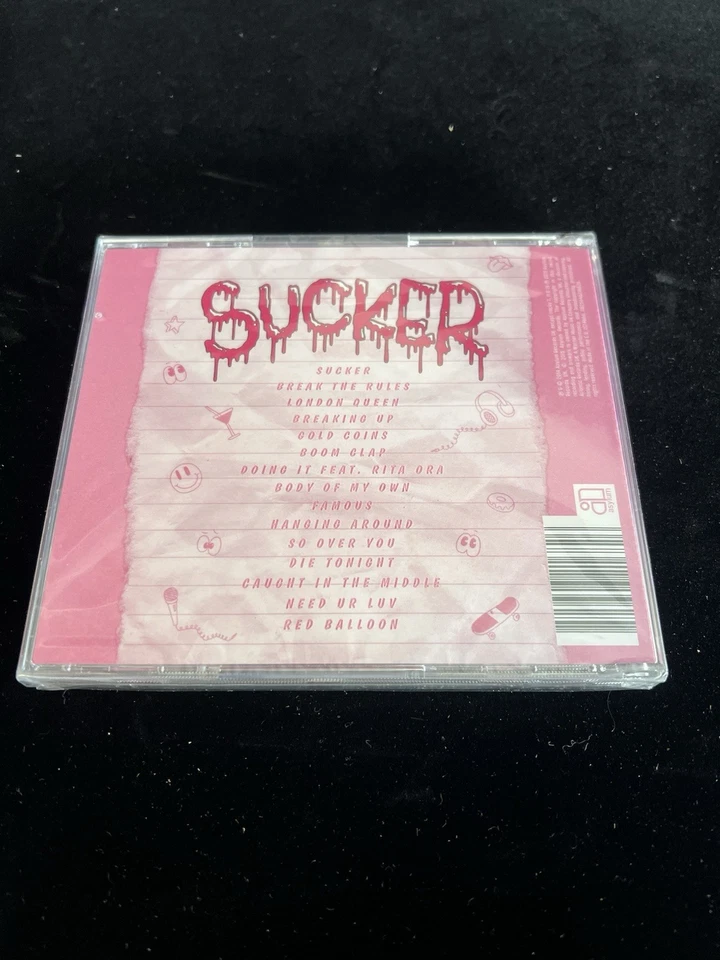 SUCKER
SUCKER
BREAK THE RULES
LONDON QUEEN
BREAKING UP
GOLD COINS
BOOM CLAP
DOING IT FEAT. RITA ORA
BODY OF MY OWN
FAMOUS
HANGING AROUND
SO OVER YOU
DIE TONIGHT
CAUGHT IN THE MIDDLE
NEED UR LUV
RED BALLOON
asylum